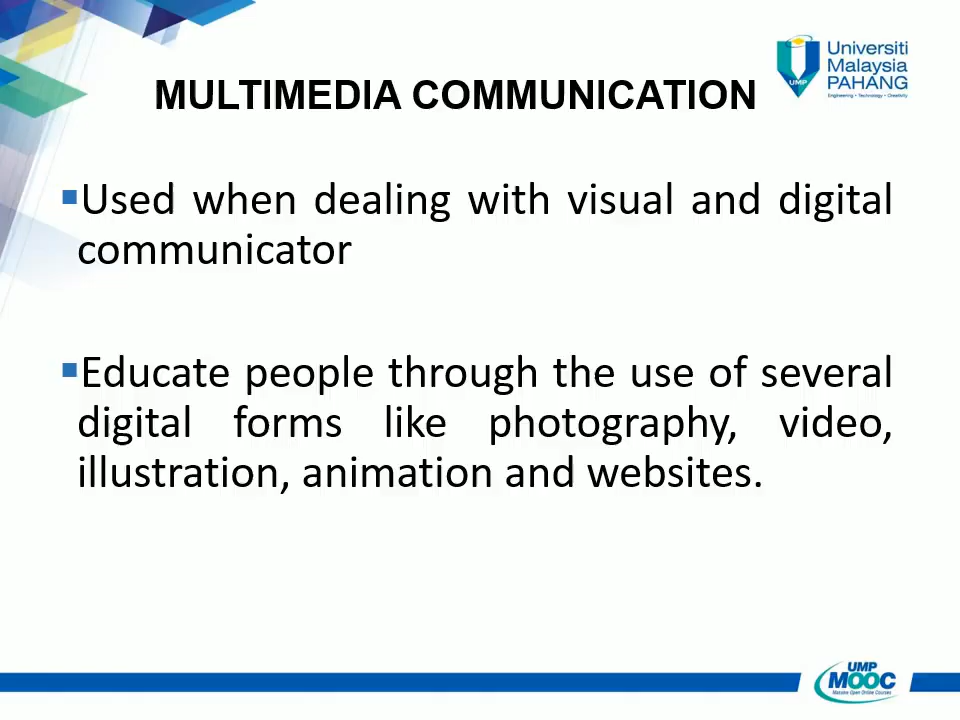 Universiti
Malaysia
PAHANG
Engineering • Technology • Creativity
UMP
MULTIMEDIA COMMUNICATION
Used when dealing with visual and digital
communicator
Educate people through the use of several
digital forms like photography, video,
illustration, animation and websites.
UMP
MOOC
Massive Open Online Courses